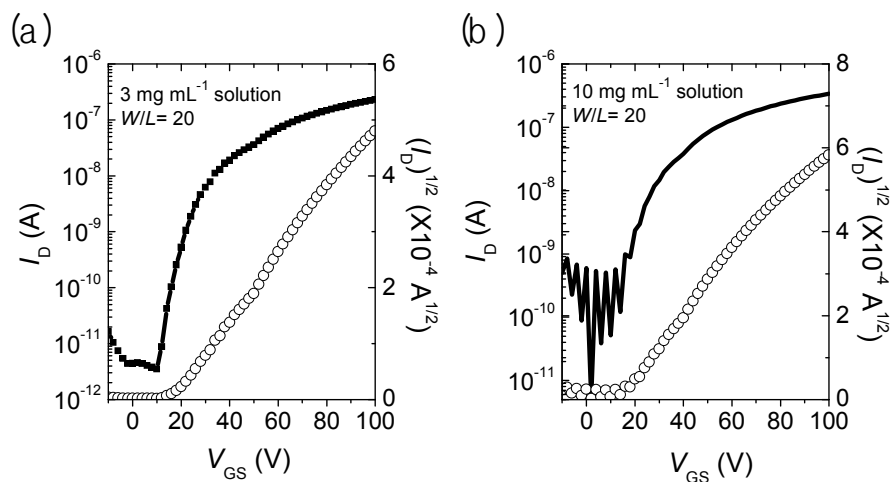 (a)
3 mg mL⁻¹ solution
W/L= 20
10⁻⁶
10⁻⁷
10⁻⁸
10⁻⁹
10⁻¹⁰
10⁻¹¹
10⁻¹²
I_D (A)
0 20 40 60 80 100
V_GS (V)
6
4
2
0
(I_D)^1/2 (X10⁻⁴ A^1/2)
(b)
10 mg mL⁻¹ solution
W/L= 20
10⁻⁶
10⁻⁷
10⁻⁸
10⁻⁹
10⁻¹⁰
10⁻¹¹
I_D (A)
0 20 40 60 80 100
V_GS (V)
8
6
4
2
0
(I_D)^1/2 (X10⁻⁴ A^1/2)